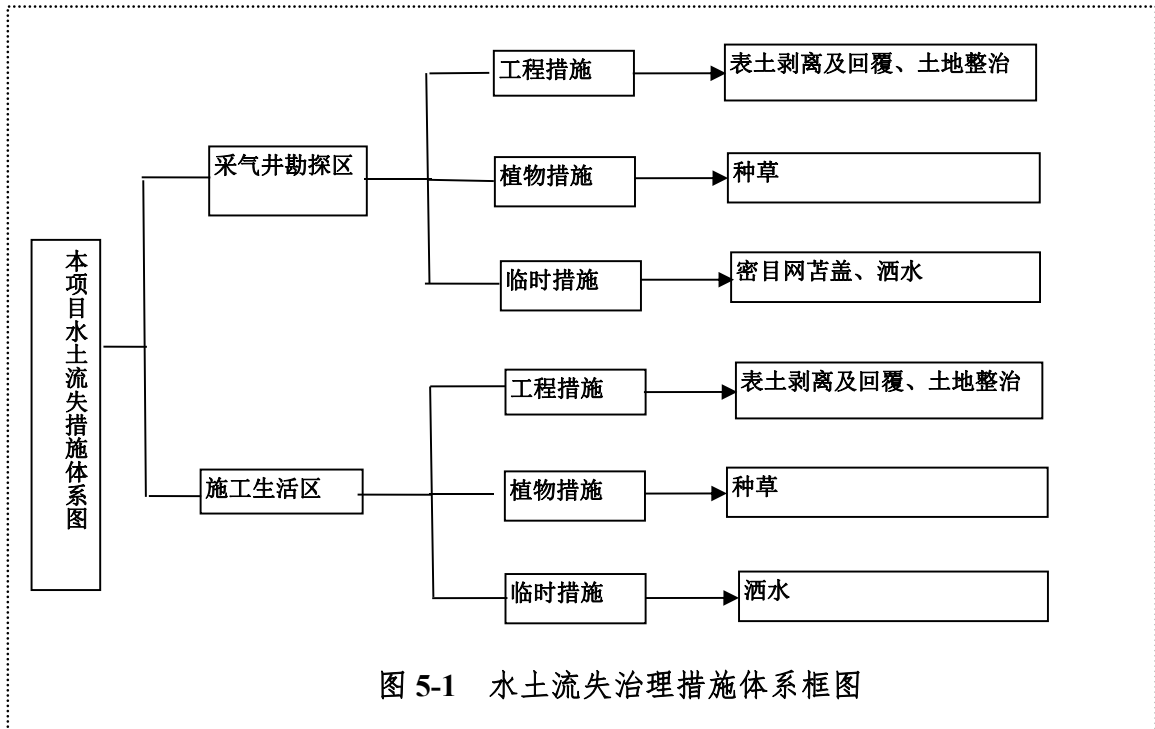 工程措施
表土剥离及回覆、土地整治
采气井勘探区
植物措施
种草
临时措施
密目网苫盖、洒水
本项目水土流失措施体系图
工程措施
表土剥离及回覆、土地整治
施工生活区
植物措施
种草
临时措施
洒水
图 5-1 水土流失治理措施体系框图